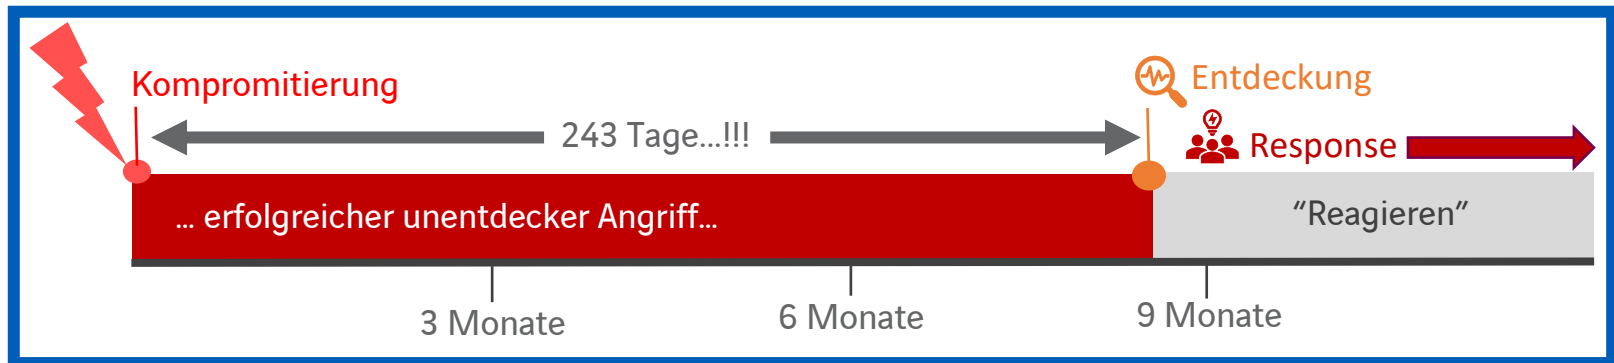 Kompromitierung
Entdeckung
243 Tage...!!!
Response
... erfolgreicher unentdecker Angriff...
“Reagieren”
3 Monate
6 Monate
9 Monate